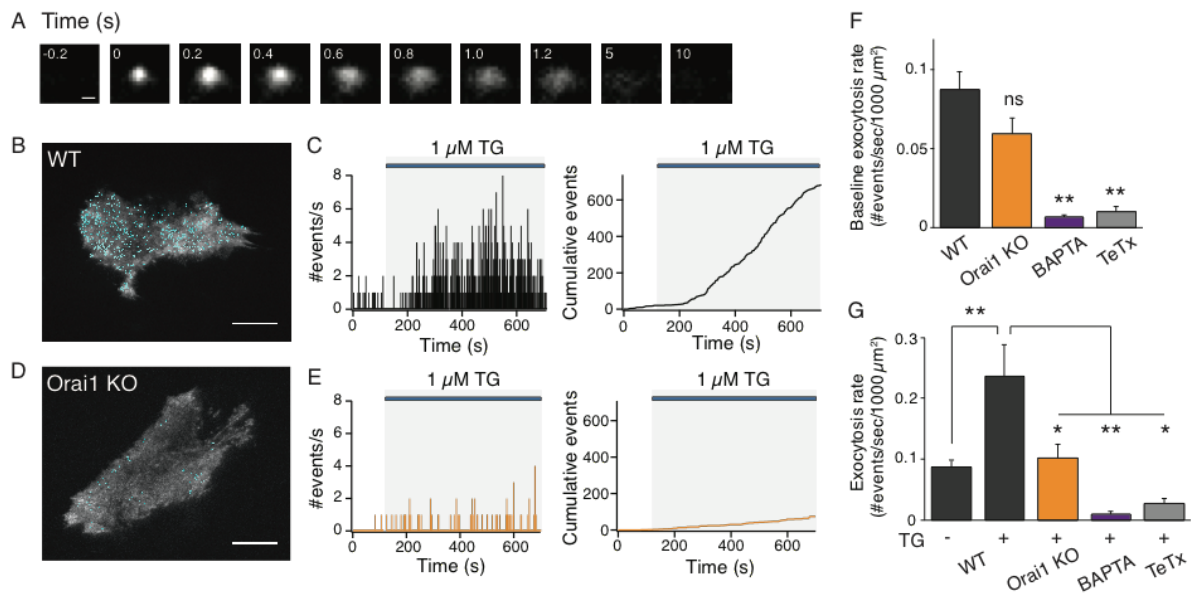 A Time (s)
-0.2 0 0.2 0.4 0.6 0.8 1.0 1.2 5 10
B WT
C 1 µM TG
#events/s
8
6
4
2
0
0 200 400 600
Time (s)
1 µM TG
Cumulative events
600
400
200
0
0 200 400 600
Time (s)
D Orai1 KO
E 1 µM TG
#events/s
8
6
4
2
0
0 200 400 600
Time (s)
1 µM TG
Cumulative events
600
400
200
0
0 200 400 600
Time (s)
F
Baseline exocytosis rate
(#events/sec/1000 µm²)
0.1
0.05
0
ns
** **
WT Orai1 KO BAPTA TeTx
G
Exocytosis rate
(#events/sec/1000 µm²)
0.3
0.2
0.1
0
**
* ** *
TG - + + + +
WT Orai1 KO BAPTA TeTx